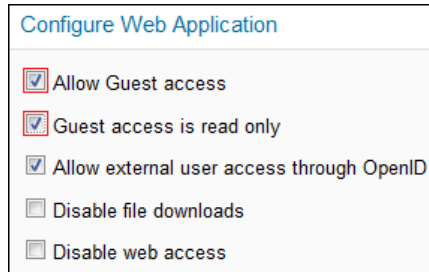 Configure Web Application
Allow Guest access
Guest access is read only
Allow external user access through OpenID
Disable file downloads
Disable web access